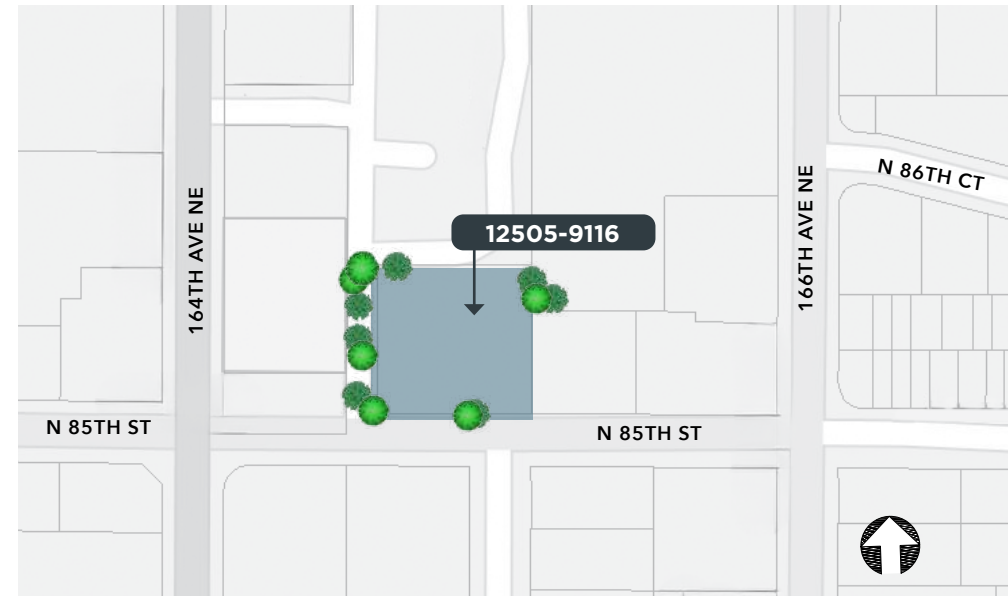 N 86TH CT
164TH AVE NE
166TH AVE NE
12505-9116
N 85TH ST
N 85TH ST